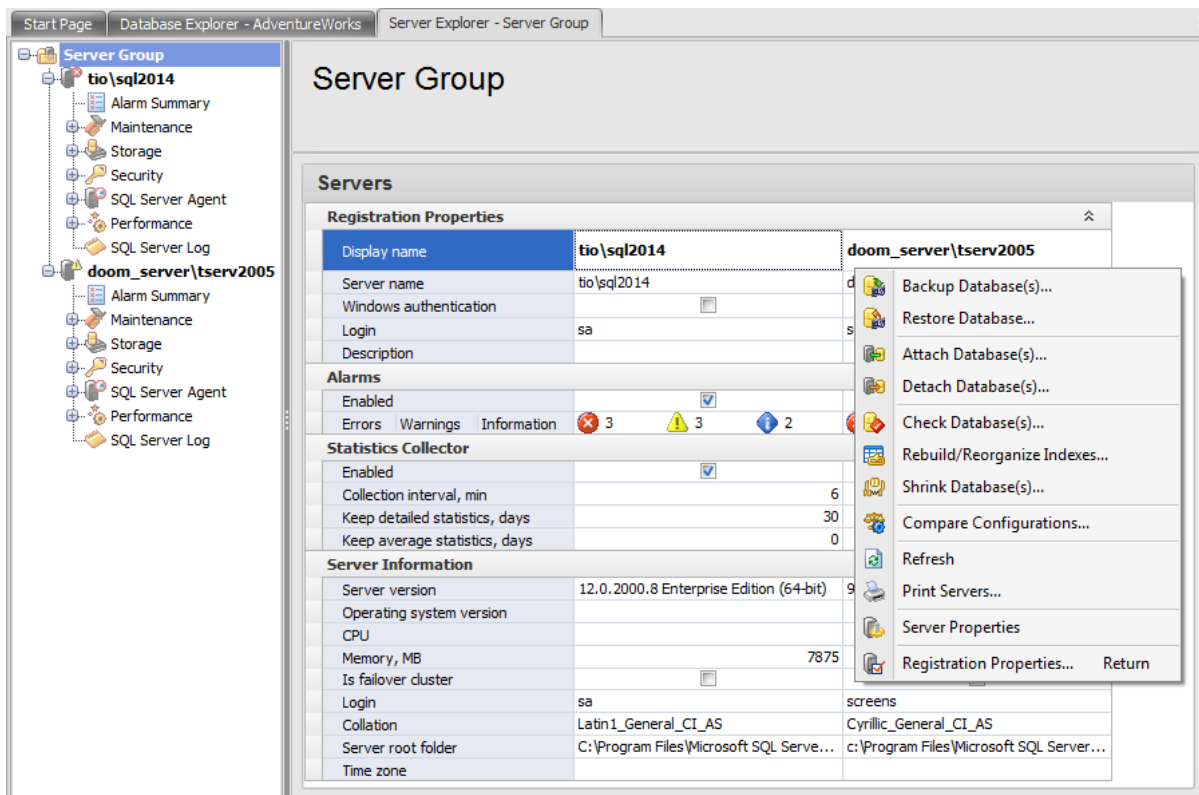 Start Page Database Explorer - AdventureWorks Server Explorer - Server Group
Server Group
tio\sql2014
Alarm Summary
Maintenance
Storage
Security
SQL Server Agent
Performance
SQL Server Log
doom_server\tserv2005
Alarm Summary
Maintenance
Storage
Security
SQL Server Agent
Performance
SQL Server Log
Server Group
Servers
Registration Properties
Display name tio\sql2014 doom_server\tserv2005
Server name tio\sql2014 d
Windows authentication
Login sa s
Description
Alarms
Enabled
Errors Warnings Information 3 3 2
Statistics Collector
Enabled
Collection interval, min 6
Keep detailed statistics, days 30
Keep average statistics, days 0
Server Information
Server version 12.0.2000.8 Enterprise Edition (64-bit) 9
Operating system version
CPU
Memory, MB 7875
Is failover cluster
Login sa screens
Collation Latin1_General_CI_AS Cyrillic_General_CI_AS
Server root folder C:\Program Files\Microsoft SQL Serve... c:\Program Files\Microsoft SQL Server...
Time zone
Backup Database(s)...
Restore Database...
Attach Database(s)...
Detach Database(s)...
Check Database(s)...
Rebuild/Reorganize Indexes...
Shrink Database(s)...
Compare Configurations...
Refresh
Print Servers...
Server Properties
Registration Properties... Return